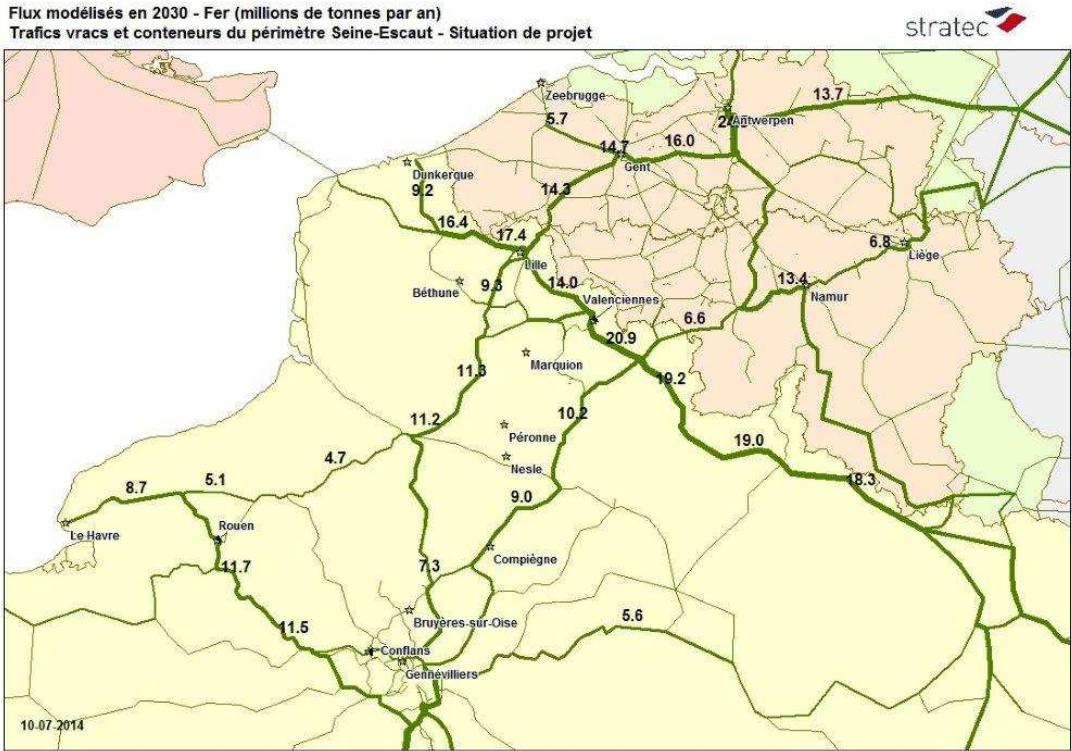 Flux modélisés en 2030 - Fer (millions de tonnes par an)
Trafics vracs et conteneurs du périmètre Seine-Escaut - Situation de projet
stratec
Zeebrugge
13.7
5.7
Antwerpen
14.7
16.0
Gent
Dunkerque
9.2
14.3
16.4
17.4
6.8
Liège
Lille
Béthune
9.3
14.0
13.4
Namur
Valenciennes
6.6
20.9
Marquion
11.3
19.2
11.2
10.2
Péronne
19.0
4.7
Nesle
18.3
8.7
5.1
9.0
Le Havre
Rouen
Compiègne
11.7
7.3
5.6
Bruyères-sur-Oise
11.5
Conflans
Gennevilliers
10-07-2014